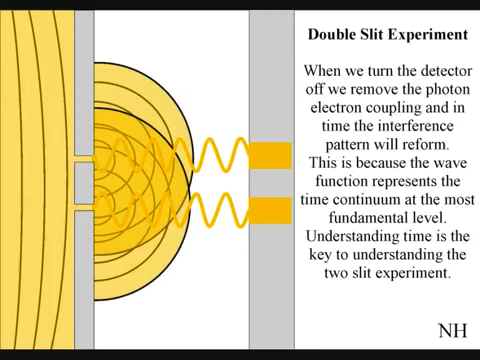 Double Slit Experiment
When we turn the detector
off we remove the photon
electron coupling and in
time the interference
pattern will reform.
This is because the wave
function represents the
time continuum at the most
fundamental level.
Understanding time is the
key to understanding the
two slit experiment.
NH